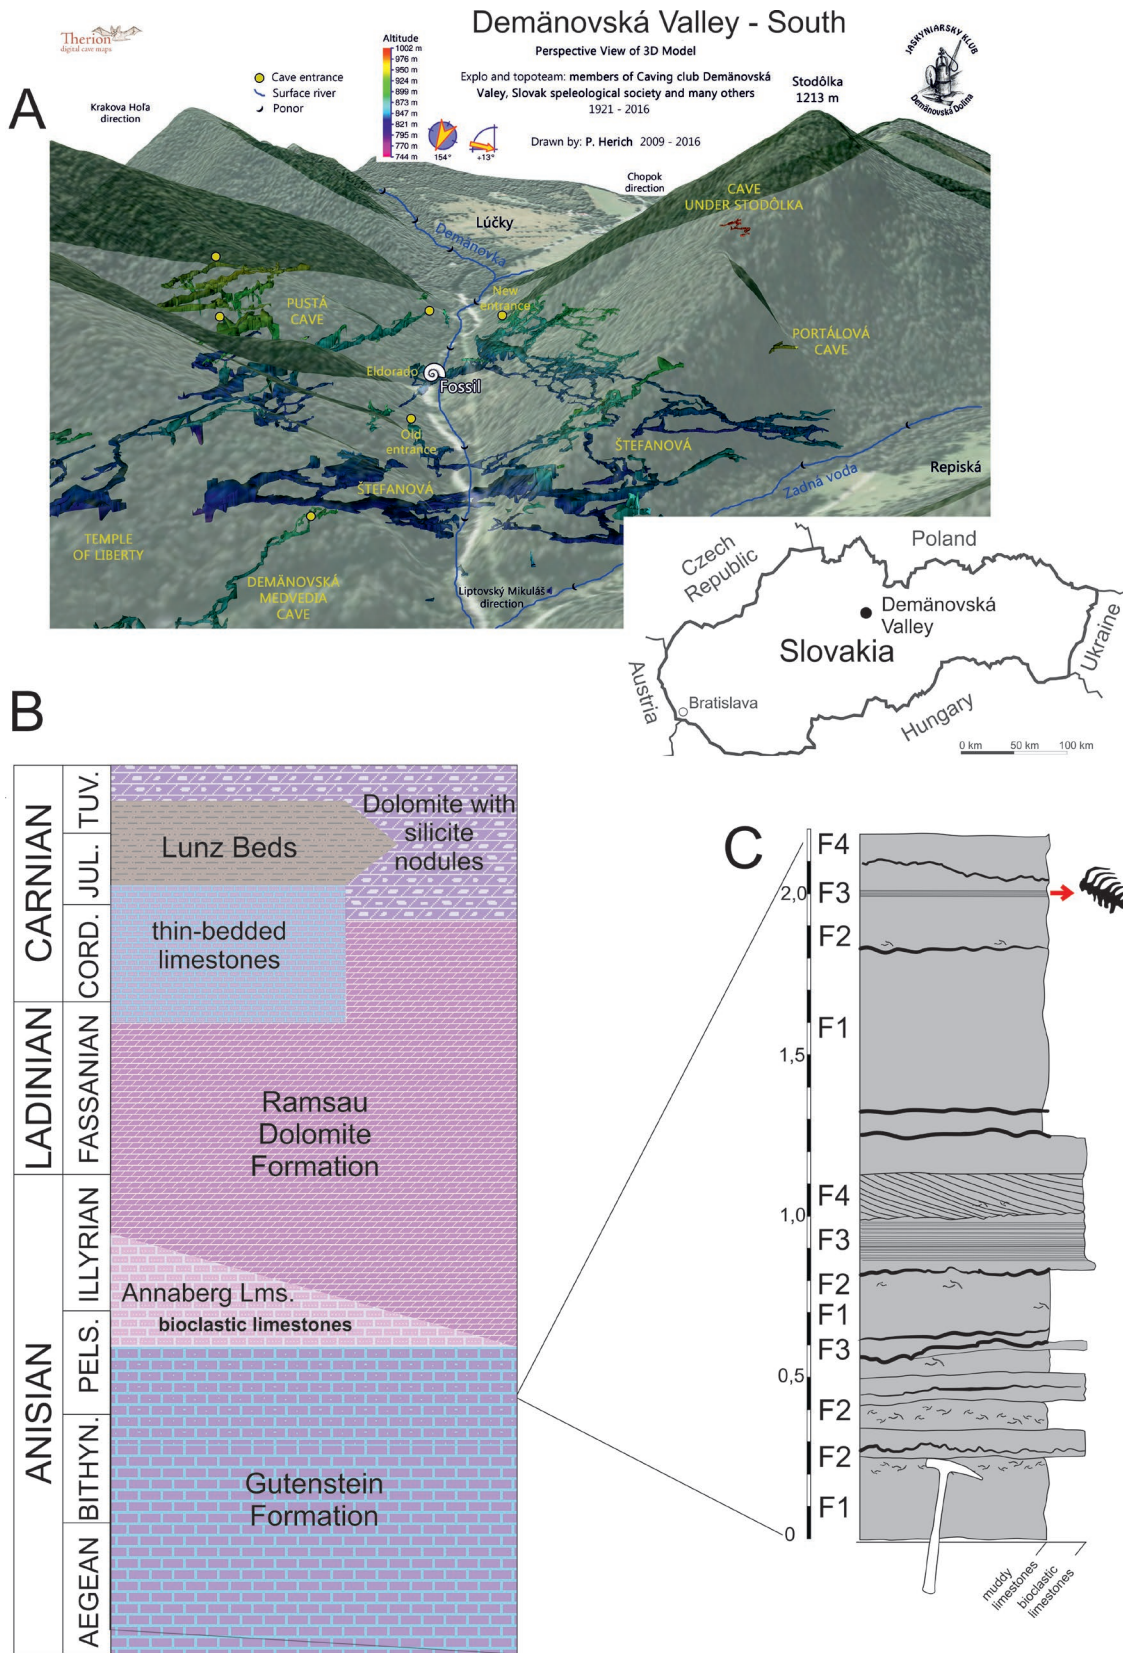 Demänovská Valley - South
Therion
digital cave maps
Perspective View of 3D Model
Explo and topoteam: members of Caving club Demänovská
Valey, Slovak speleological society and many others
1921 - 2016
Drawn by: P. Herich 2009 - 2016
JASKYNIARSKY KLUB
Demänovská Dolina
Altitude
1002 m
976 m
950 m
924 m
899 m
873 m
847 m
821 m
795 m
770 m
744 m
154°
+13°
Cave entrance
Surface river
Ponor
A
Krakova Hoľa
direction
Stodôlka
1213 m
Chopok
direction
CAVE
UNDER STODÔLKA
Lúčky
Demänovka
New
entrance
PUSTÁ
CAVE
PORTÁLOVÁ
CAVE
Eldorado
Fossil
Old
entrance
ŠTEFANOVÁ
ŠTEFANOVÁ
Zadná voda
Repiská
TEMPLE
OF LIBERTY
DEMÄNOVSKÁ
MEDVEDIA
CAVE
Liptovský Mikuláš
direction
Czech
Republic
Poland
Demänovská
Valley
Slovakia
Ukraine
Austria
Bratislava
Hungary
0 km 50 km 100 km
B
CARNIAN
TUV.
JUL.
CORD.
LADINIAN
FASSANIAN
ANISIAN
ILLYRIAN
PELS.
BITHYN.
AEGEAN
Dolomite with
silicite
nodules
Lunz Beds
thin-bedded
limestones
Ramsau
Dolomite
Formation
Annaberg Lms.
bioclastic limestones
Gutenstein
Formation
C
F4
2,0
F3
F2
F1
1,5
F4
1,0
F3
F2
F1
F3
0,5
F2
F2
F1
0
muddy
limestones
bioclastic
limestones